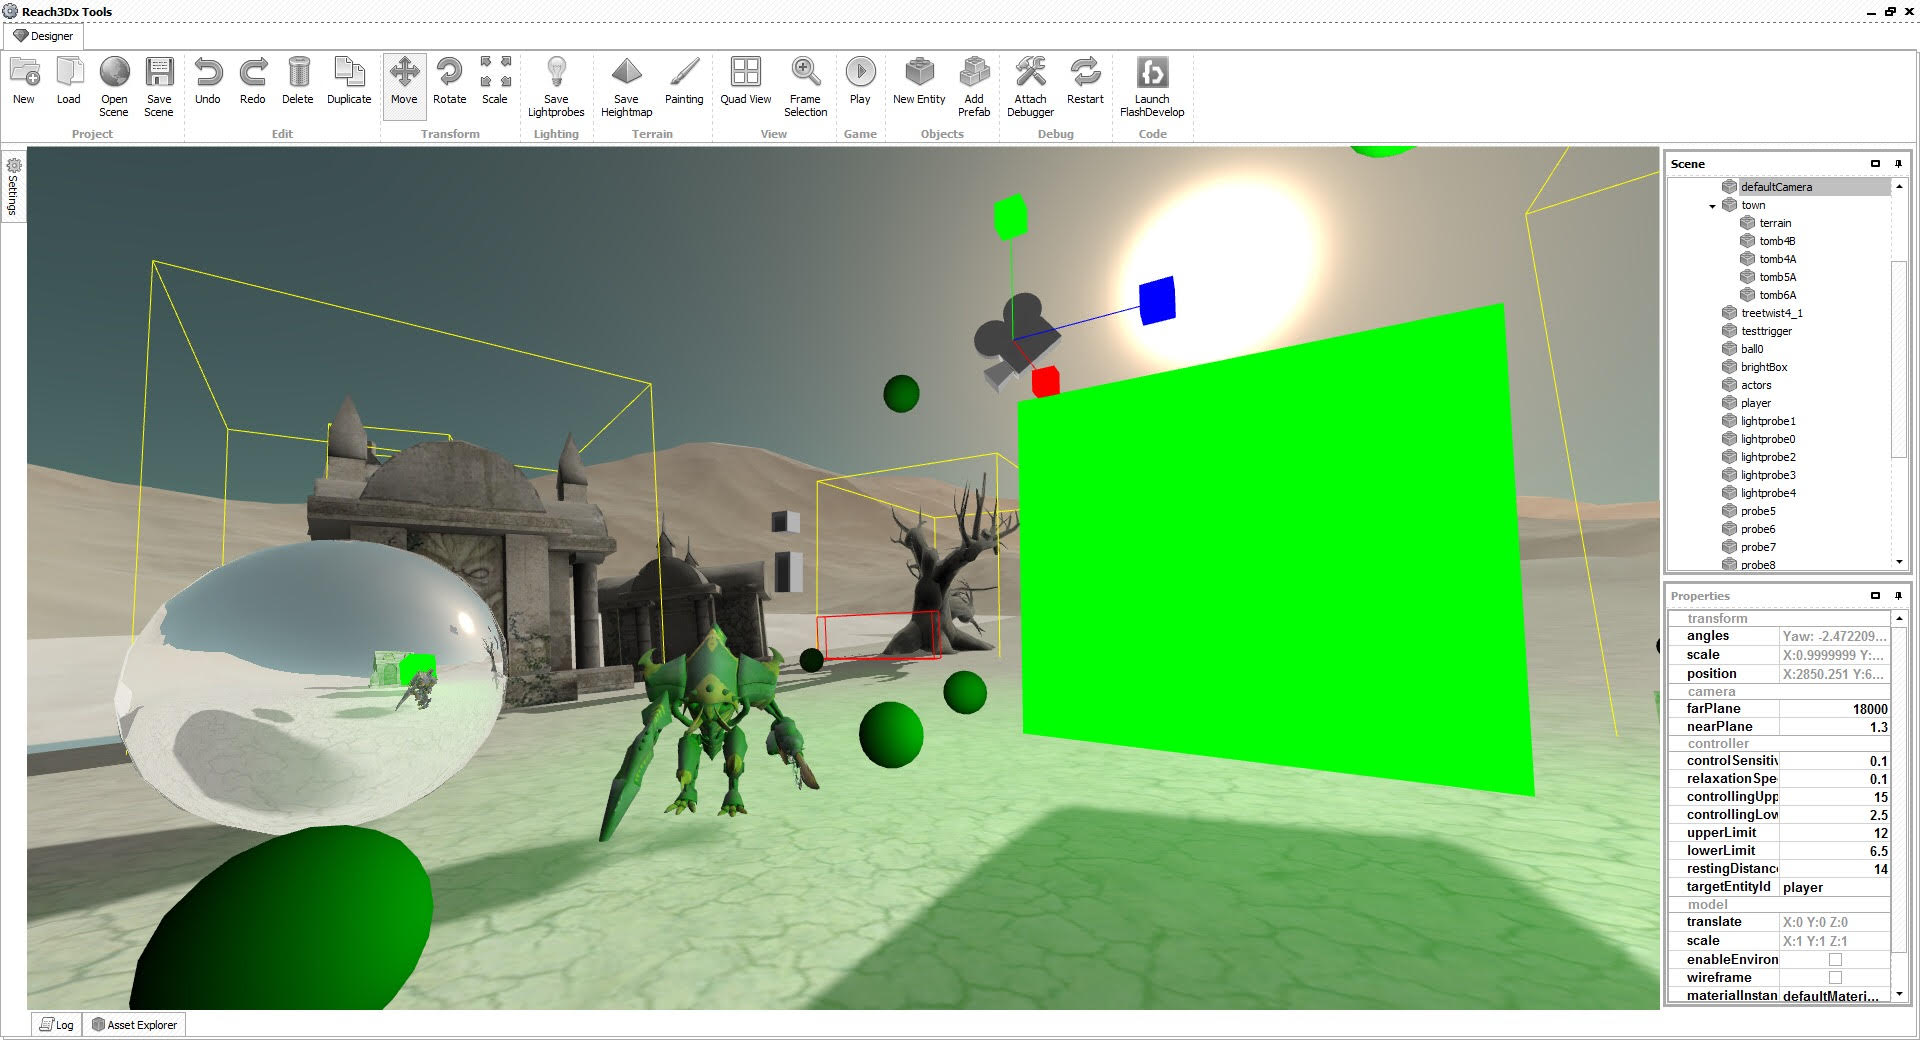 Reach3Dx Tools
Designer
New
Load
Open Scene
Save Scene
Undo
Redo
Delete
Duplicate
Move
Rotate
Scale
Save Lightprobes
Save Heightmap
Painting
Quad View
Frame Selection
Play
New Entity
Add Prefab
Attach Debugger
Restart
Launch FlashDevelop
Project
Edit
Transform
Lighting
Terrain
View
Game
Objects
Debug
Code
Settings
Scene
defaultCamera
town
terrain
tomb4B
tomb4A
tomb5A
tomb6A
treetwist4_1
testtrigger
ball0
brightBox
actors
player
lightprobe1
lightprobe0
lightprobe2
lightprobe3
lightprobe4
probe5
probe6
probe7
probe8
Properties
transform
angles Yaw: -2.472209...
scale X:0.9999999 Y:...
position X:2850.251 Y:6...
camera
farPlane 18000
nearPlane 1.3
controller
controlSensitiv 0.1
relaxationSpe 0.1
controllingUpp 15
controllingLow 2.5
upperLimit 12
lowerLimit 6.5
restingDistanc 14
targetEntityId player
model
translate X:0 Y:0 Z:0
scale X:1 Y:1 Z:1
enableEnviron
wireframe
materialInstan defaultMateri...
Log
Asset Explorer